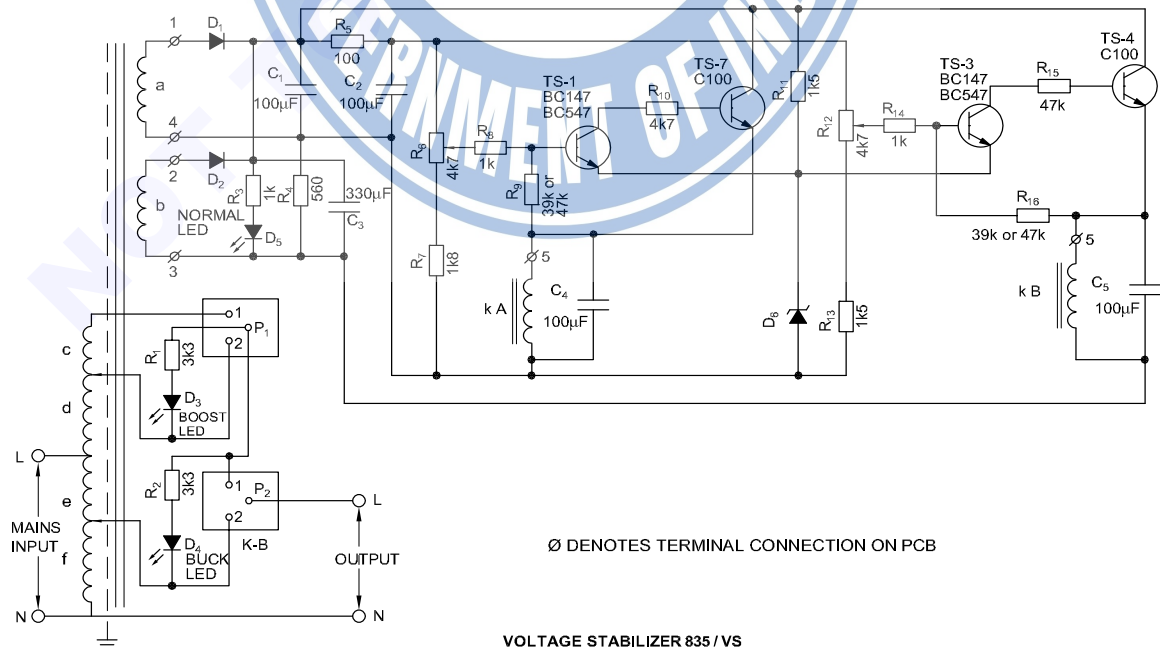 1
D1
R5
100
C1
100µF
C2
100µF
a
4
2
D2
b
3
R3
1k
R4
560
330µF
C3
NORMAL
LED
D5
R6
4k7
R8
1k
R9
39k or
47k
R7
1k8
TS-1
BC147
BC547
R10
4k7
TS-7
C100
R11
1k5
R12
4k7
R14
1k
TS-3
BC147
BC547
R15
47k
TS-4
C100
R16
39k or 47k
5
k A
C4
100µF
D6
R13
1k5
5
k B
C5
100µF
c
d
e
f
R1
3k3
D3
BOOST
LED
1
P1
2
R2
3k3
D4
BUCK
LED
1
P2
2
K-B
L
MAINS
INPUT
N
L
OUTPUT
N
Ø DENOTES TERMINAL CONNECTION ON PCB
VOLTAGE STABILIZER 835 / VS